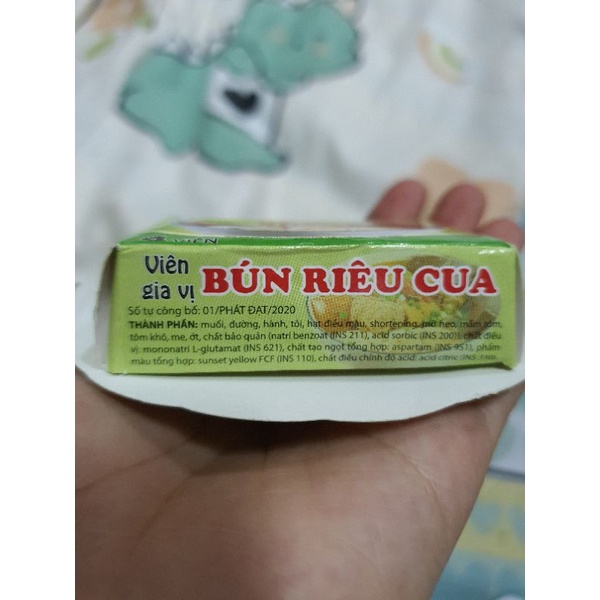 VIÊN
Viên
gia vị
BÚN RIÊU CUA
Số tự công bố: 01/PHÁT ĐẠT/2020
THÀNH PHẦN: muối, đường, hành, tỏi, hạt điều màu, shortening, mỡ heo, mắm tôm,
tôm khô, me, ớt, chất bảo quản (natri benzoat (INS 211), acid sorbic (INS 200), chất điều
vị: mononatri L-glutamat (INS 621), chất tạo ngọt tổng hợp: aspartam (INS 951), phẩm
màu tổng hợp: sunset yellow FCF (INS 110), chất điều chỉnh độ acid: acid citric (INS 330)